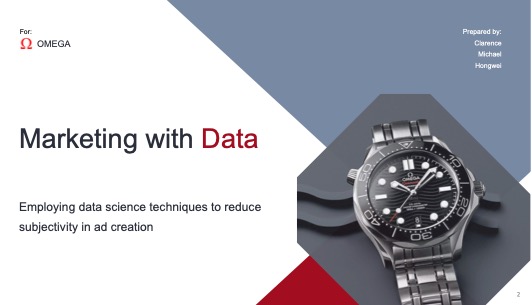 For:
Ω OMEGA
Prepared by:
Clarence
Michael
Hongwei
Marketing with Data
Employing data science techniques to reduce
subjectivity in ad creation
OMEGA
2